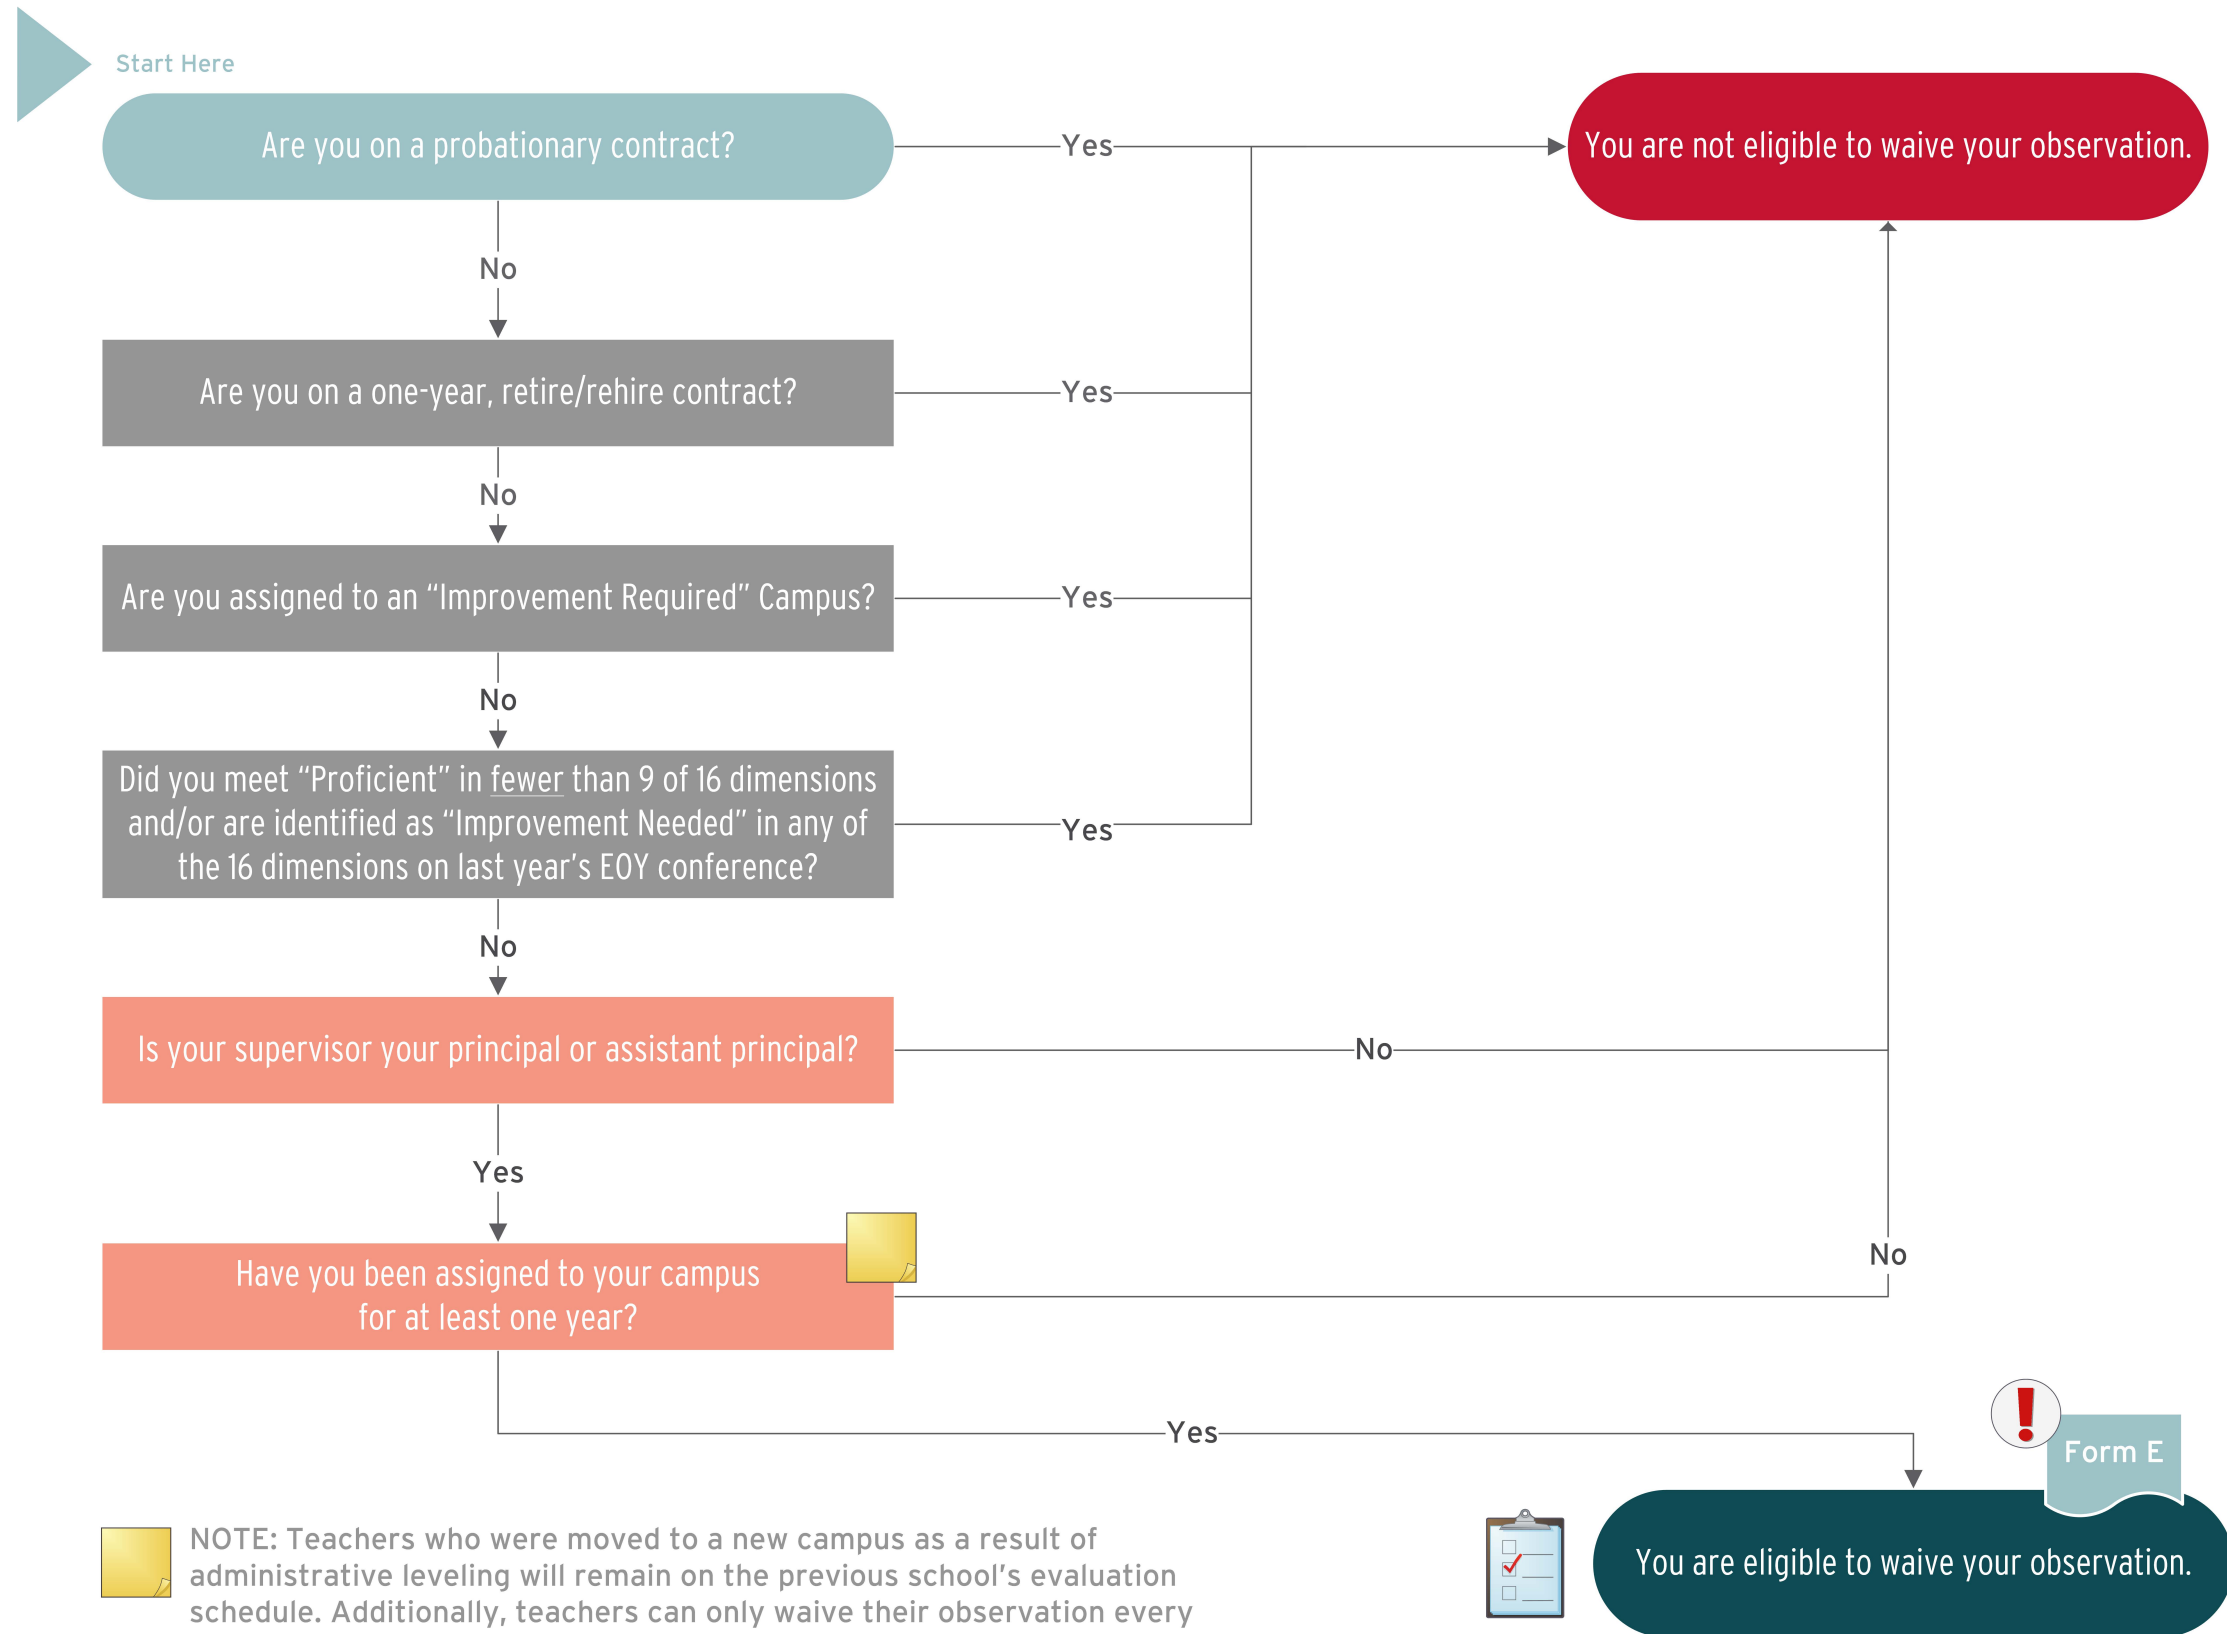 Start Here
Are you on a probationary contract?
Yes
You are not eligible to waive your observation.
No
Are you on a one-year, retire/rehire contract?
Yes
No
Are you assigned to an “Improvement Required” Campus?
Yes
No
Did you meet “Proficient” in fewer than 9 of 16 dimensions
and/or are identified as “Improvement Needed” in any of
the 16 dimensions on last year’s EOY conference?
Yes
No
Is your supervisor your principal or assistant principal?
No
Yes
Have you been assigned to your campus
for at least one year?
No
Yes
Form E
You are eligible to waive your observation.
NOTE: Teachers who were moved to a new campus as a result of
administrative leveling will remain on the previous school’s evaluation
schedule. Additionally, teachers can only waive their observation every